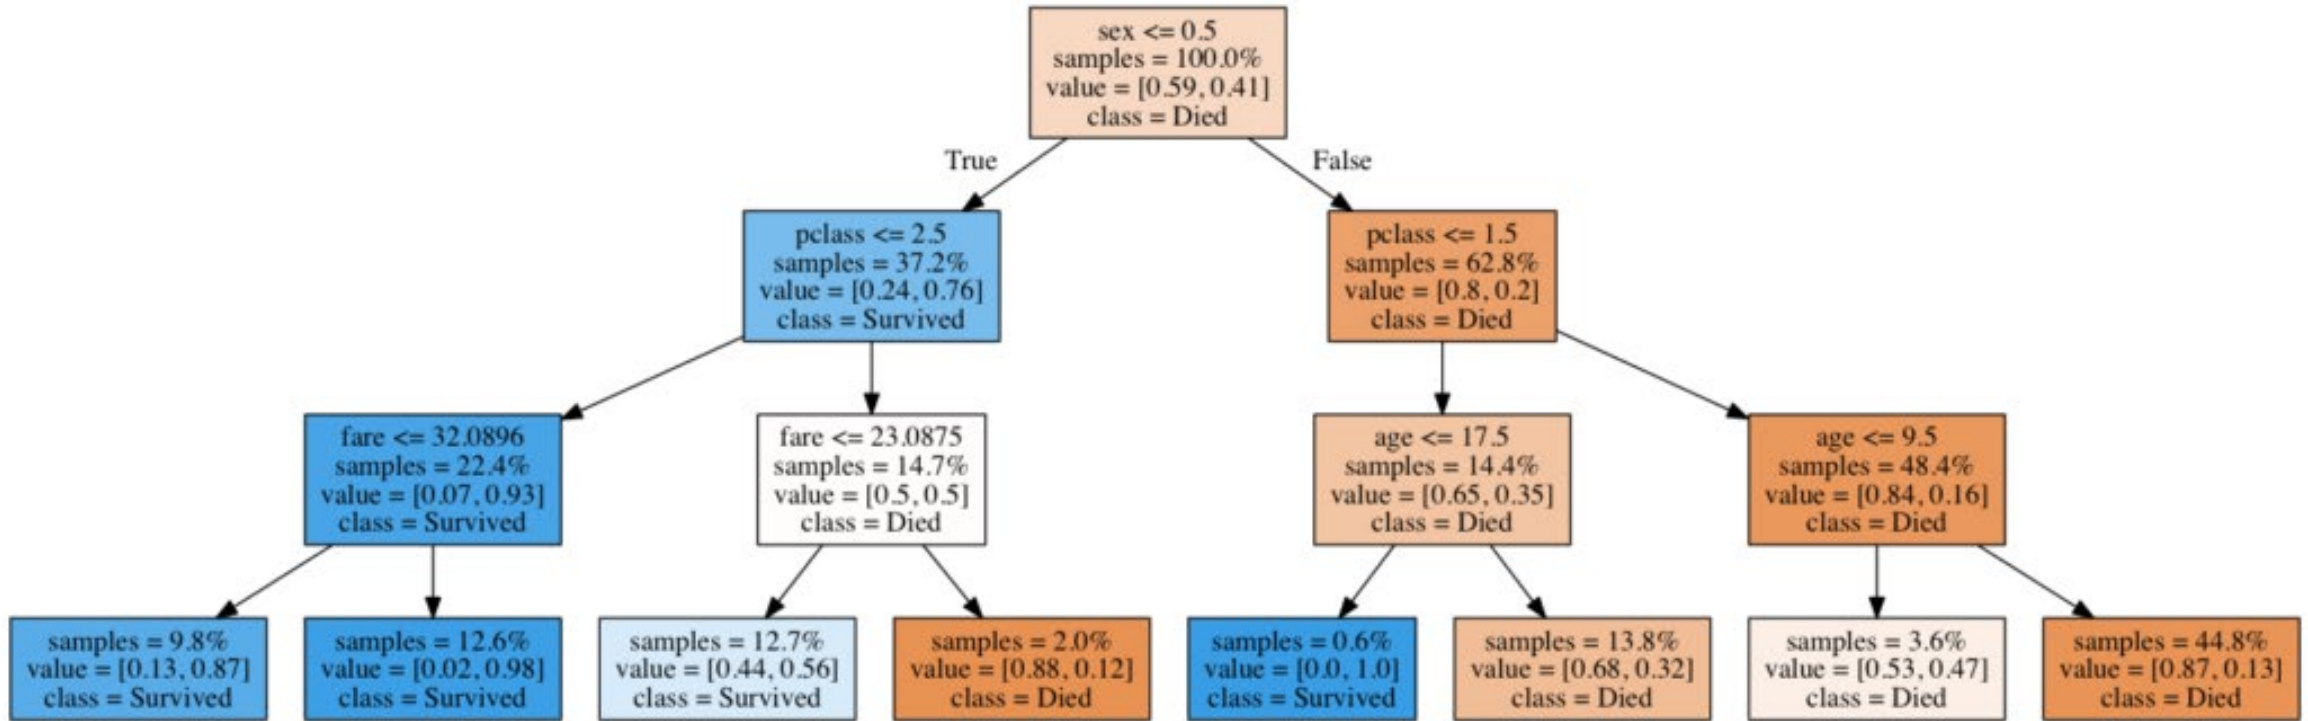 sex <= 0.5
samples = 100.0%
value = [0.59, 0.41]
class = Died
True
False
pclass <= 2.5
samples = 37.2%
value = [0.24, 0.76]
class = Survived
pclass <= 1.5
samples = 62.8%
value = [0.8, 0.2]
class = Died
fare <= 32.0896
samples = 22.4%
value = [0.07, 0.93]
class = Survived
fare <= 23.0875
samples = 14.7%
value = [0.5, 0.5]
class = Died
age <= 17.5
samples = 14.4%
value = [0.65, 0.35]
class = Died
age <= 9.5
samples = 48.4%
value = [0.84, 0.16]
class = Died
samples = 9.8%
value = [0.13, 0.87]
class = Survived
samples = 12.6%
value = [0.02, 0.98]
class = Survived
samples = 12.7%
value = [0.44, 0.56]
class = Survived
samples = 2.0%
value = [0.88, 0.12]
class = Died
samples = 0.6%
value = [0.0, 1.0]
class = Survived
samples = 13.8%
value = [0.68, 0.32]
class = Died
samples = 3.6%
value = [0.53, 0.47]
class = Died
samples = 44.8%
value = [0.87, 0.13]
class = Died